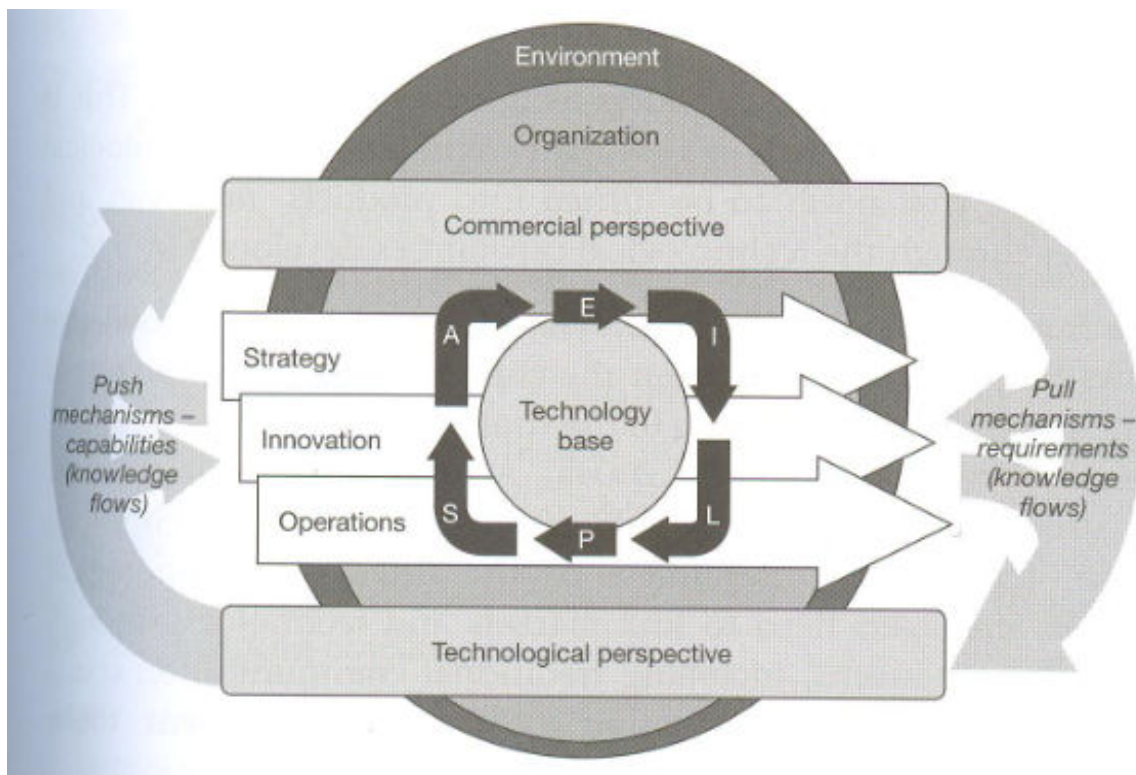 Environment
Organization
Commercial perspective
A
E
I
Strategy
Push
mechanisms –
capabilities
(knowledge
flows)
Innovation
Technology
base
Pull
mechanisms –
requirements
(knowledge
flows)
Operations
S
P
L
Technological perspective